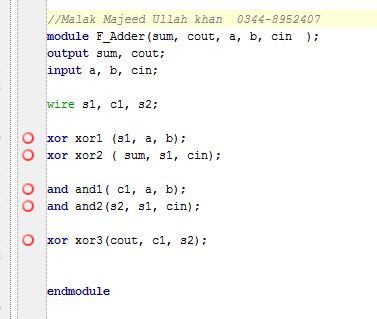 //Malak Majeed Ullah khan  0344-8952407
module F_Adder(sum, cout, a, b, cin  );
output sum, cout;
input a, b, cin;
wire s1, c1, s2;
xor xor1 (s1, a, b);
xor xor2 ( sum, s1, cin);
and and1( c1, a, b);
and and2(s2, s1, cin);
xor xor3(cout, c1, s2);
endmodule